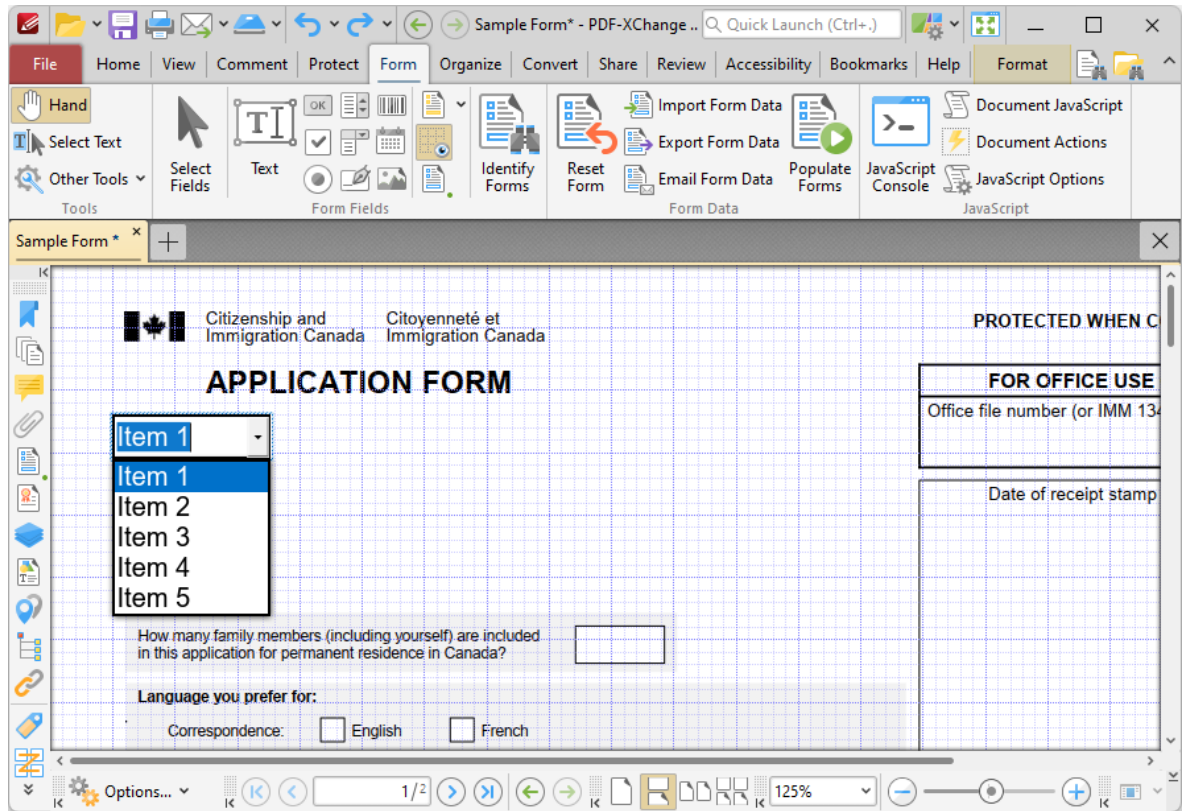 Sample Form* - PDF-XChange ..
Quick Launch (Ctrl+.)
File Home View Comment Protect Form Organize Convert Share Review Accessibility Bookmarks Help Format
Hand
Select Text
Other Tools
Tools
Select Fields
Text
OK
Form Fields
Identify Forms
Reset Form
Import Form Data
Export Form Data
Email Form Data
Populate Forms
Form Data
JavaScript Console
Document JavaScript
Document Actions
JavaScript Options
JavaScript
Sample Form *
Citizenship and Immigration Canada
Citoyenneté et Immigration Canada
PROTECTED WHEN C
APPLICATION FORM
FOR OFFICE USE
Office file number (or IMM 134
Date of receipt stamp
Item 1
Item 1
Item 2
Item 3
Item 4
Item 5
How many family members (including yourself) are included
in this application for permanent residence in Canada?
Language you prefer for:
Correspondence: English French
Options... 1/2 125%